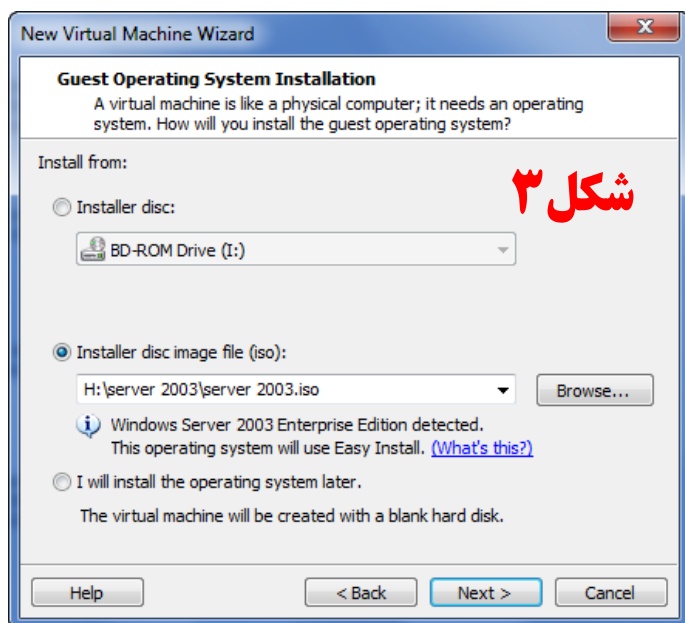 New Virtual Machine Wizard
Guest Operating System Installation
A virtual machine is like a physical computer; it needs an operating
system. How will you install the guest operating system?
Install from:
شکل ۳
Installer disc:
BD-ROM Drive (I:)
Installer disc image file (iso):
H:\server 2003\server 2003.iso
Browse...
Windows Server 2003 Enterprise Edition detected.
This operating system will use Easy Install. (What's this?)
I will install the operating system later.
The virtual machine will be created with a blank hard disk.
Help
< Back
Next >
Cancel